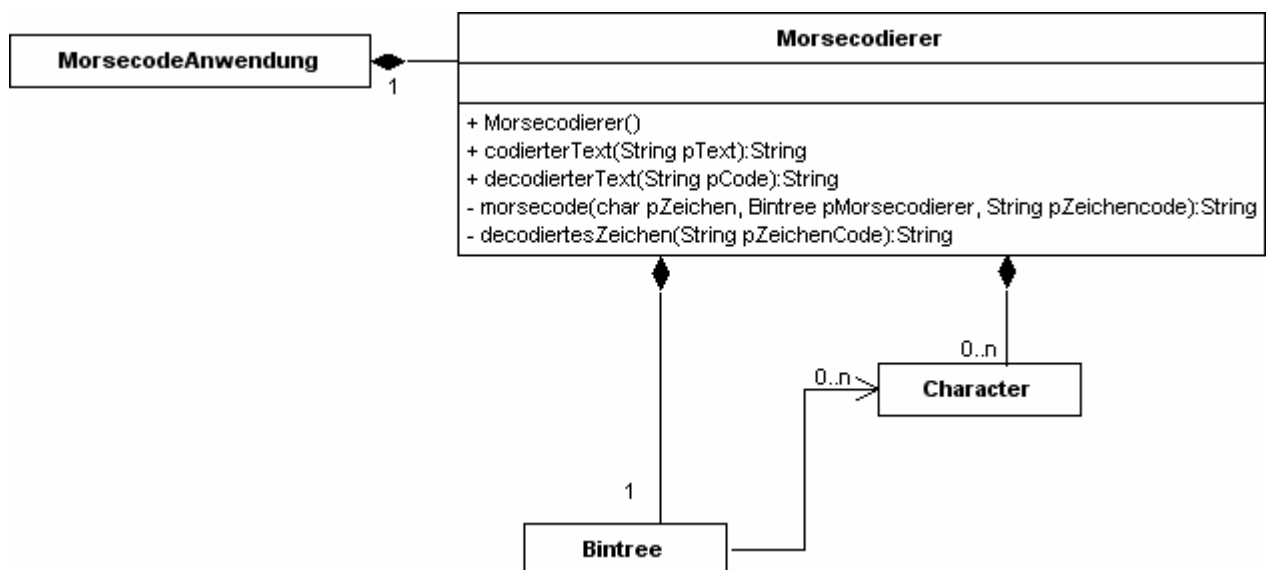 MorsecodeAnwendung
1
Morsecodierer
+ Morsecodierer()
+ codierterText(String pText):String
+ decodierterText(String pCode):String
- morsecode(char pZeichen, Bintree pMorsecodierer, String pZeichencode):String
- decodiertesZeichen(String pZeichenCode):String
0..n
0..n
Character
1
Bintree